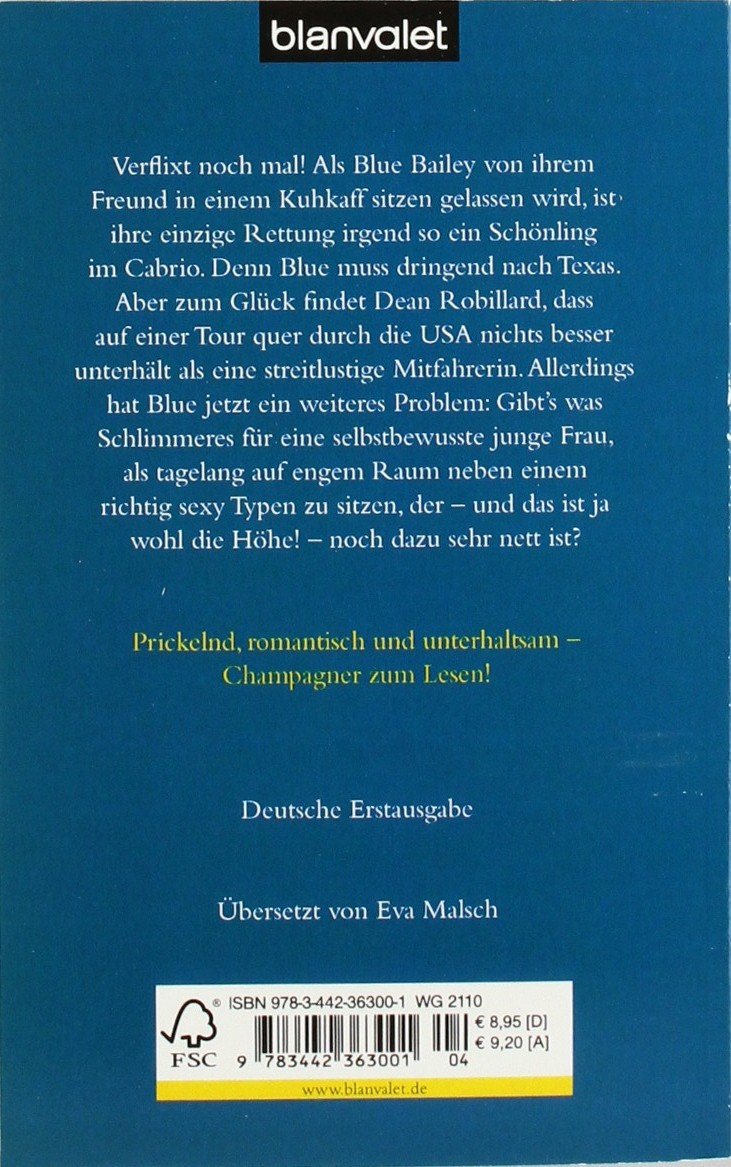 blanvalet
Verflixt noch mal! Als Blue Bailey von ihrem
Freund in einem Kuhkaff sitzen gelassen wird, ist
ihre einzige Rettung irgend so ein Schönling
im Cabrio. Denn Blue muss dringend nach Texas.
Aber zum Glück findet Dean Robillard, dass
auf einer Tour quer durch die USA nichts besser
unterhält als eine streitlustige Mitfahrerin. Allerdings
hat Blue jetzt ein weiteres Problem: Gibt's was
Schlimmeres für eine selbstbewusste junge Frau,
als tagelang auf engem Raum neben einem
richtig sexy Typen zu sitzen, der – und das ist ja
wohl die Höhe! – noch dazu sehr nett ist?
Prickelnd, romantisch und unterhaltsam –
Champagner zum Lesen!
Deutsche Erstausgabe
Übersetzt von Eva Malsch
® ISBN 978-3-442-36300-1 WG 2110
€ 8,95 [D]
€ 9,20 [A]
FSC 9 783442 363001 04
www.blanvalet.de